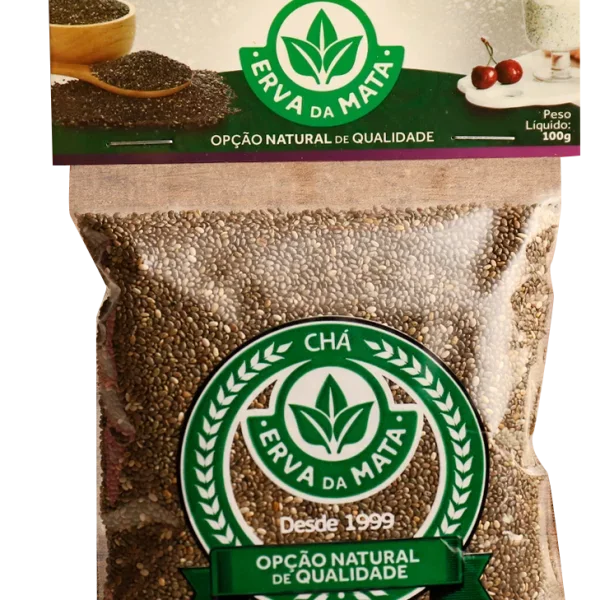 ERVA DA MATA
OPÇÃO NATURAL DE QUALIDADE
Peso
Líquido:
100g
CHÁ
ERVA DA MATA
Desde 1999
OPÇÃO NATURAL
DE QUALIDADE